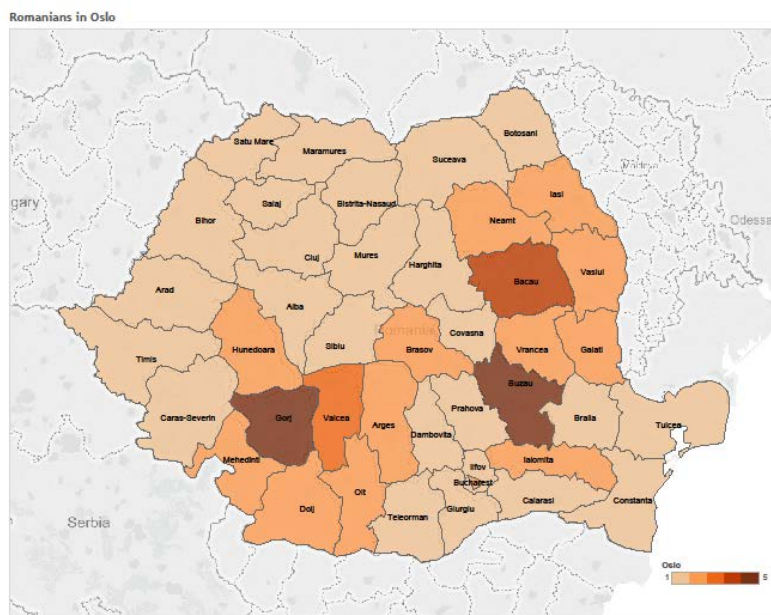 Romanians in Oslo
Botosani
Satu Mare
Maramures
Suceava
Iasi
Salaj
Bistrita-Nasaud
gary
Bihor
Neamt
Odessa
Cluj
Mures
Harghita
Bacau
Vaslui
Arad
Alba
Romania
Covasna
Timis
Hunedoara
Sibiu
Brasov
Vrancea
Galati
Buzau
Caras-Severin
Gorj
Valcea
Arges
Prahova
Braila
Tulcea
Dambovita
Mehedinti
Ilfov
Ialomita
Bucharest
Serbia
Dolj
Olt
Teleorman
Giurgiu
Calarasi
Constanta
Oslo
1 5